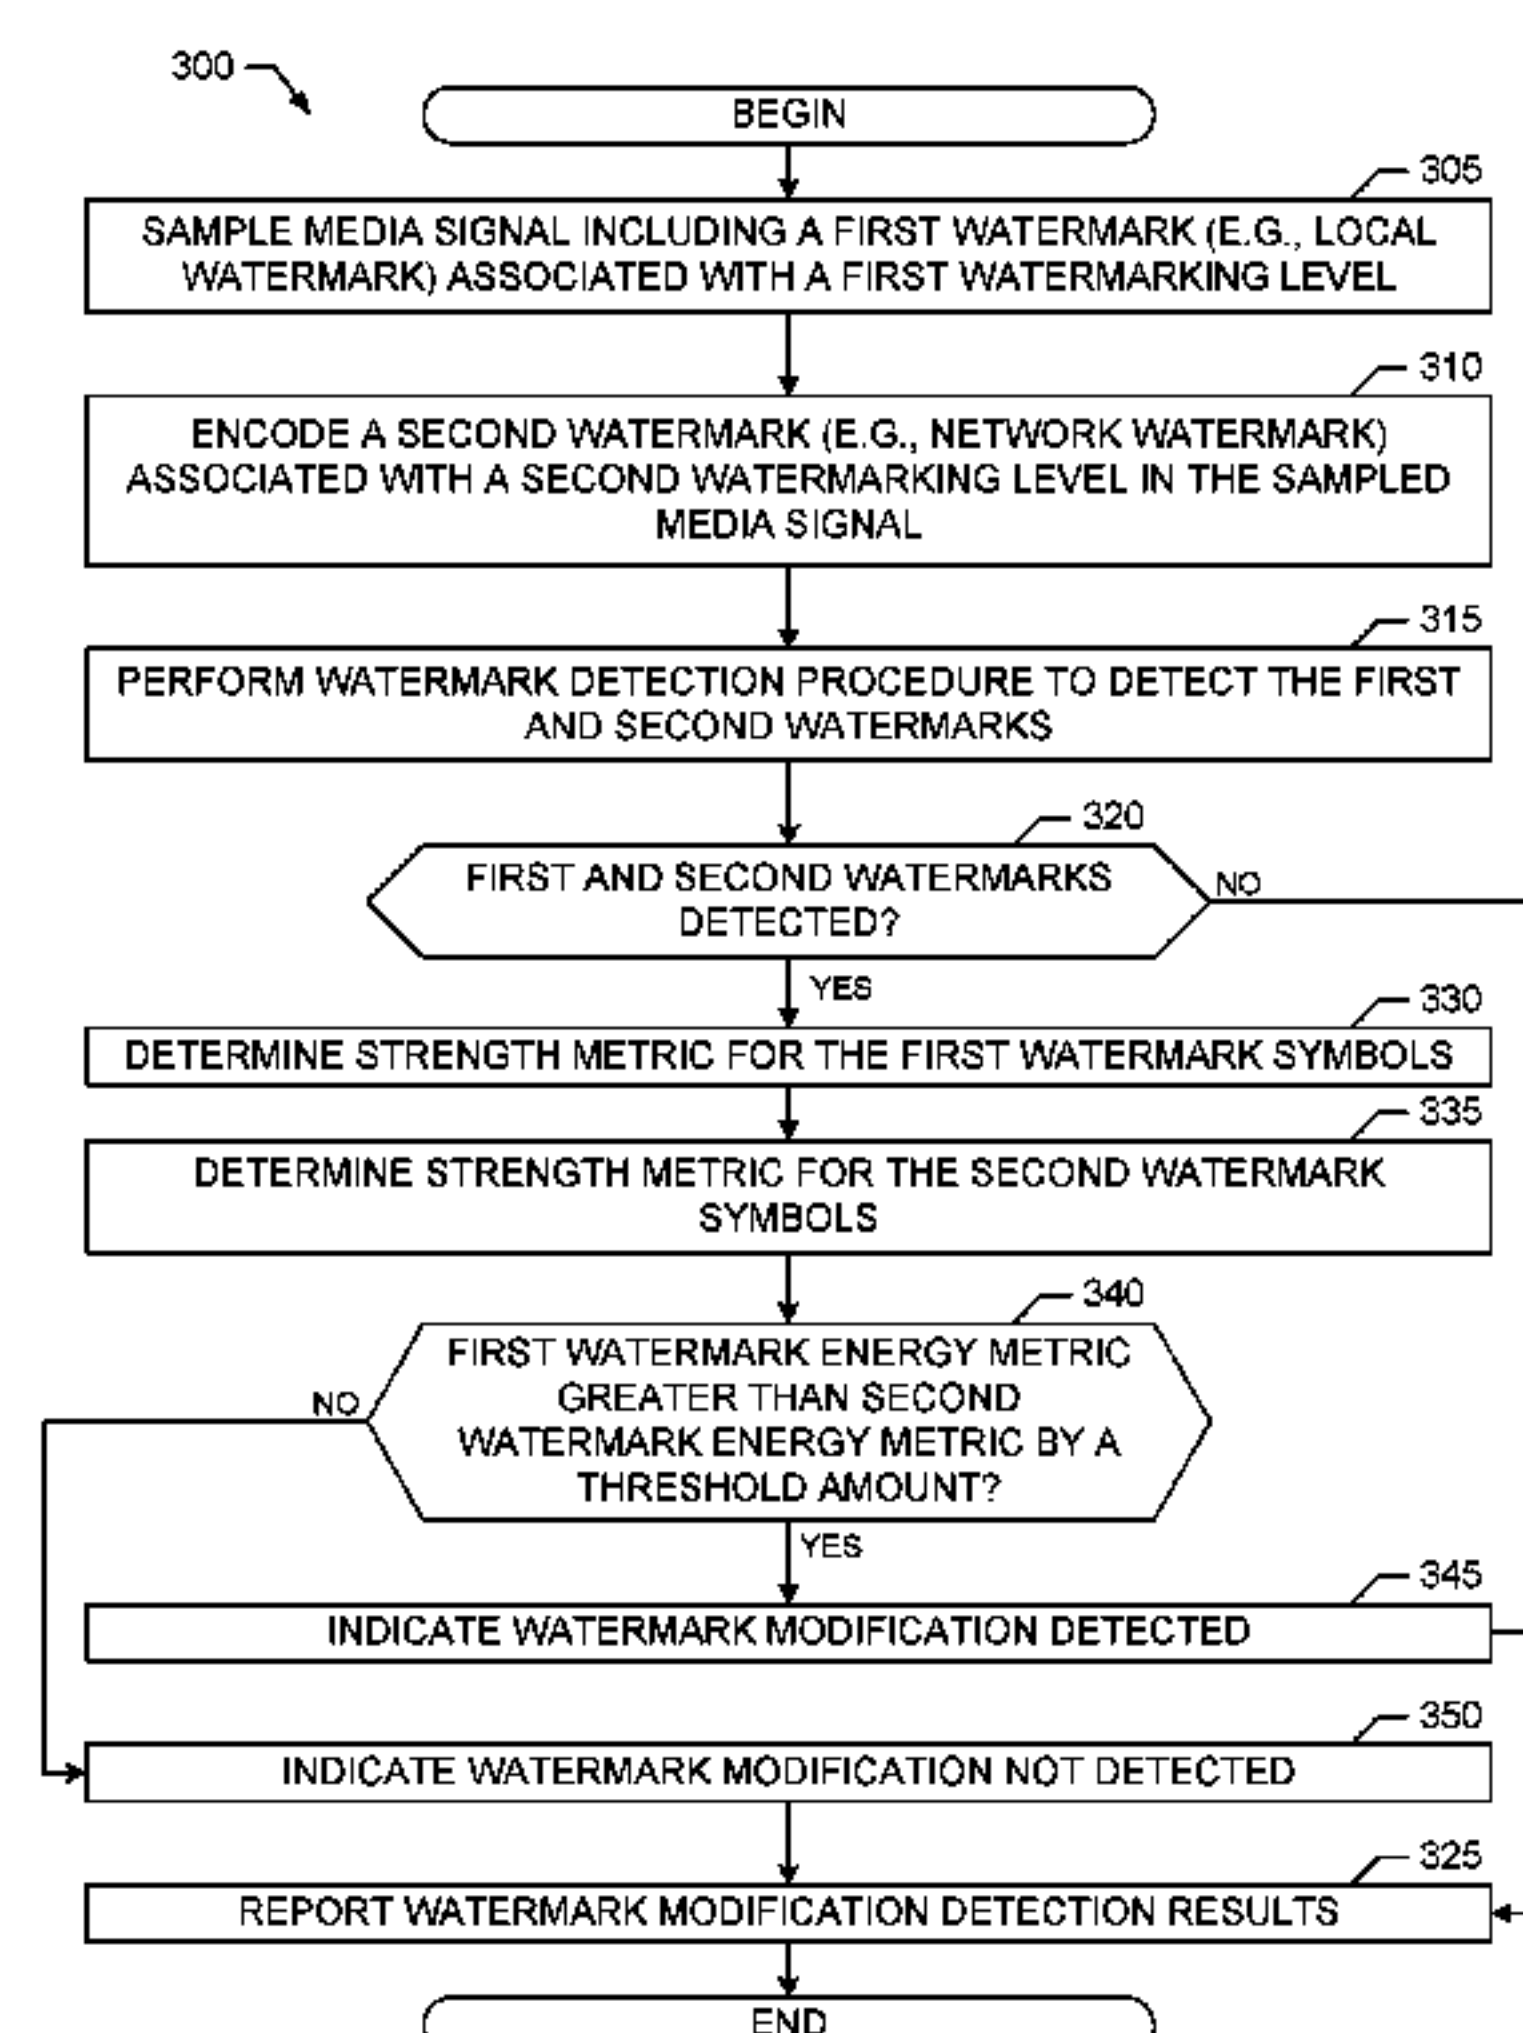 300
BEGIN
305
SAMPLE MEDIA SIGNAL INCLUDING A FIRST WATERMARK (E.G., LOCAL
WATERMARK) ASSOCIATED WITH A FIRST WATERMARKING LEVEL
310
ENCODE A SECOND WATERMARK (E.G., NETWORK WATERMARK)
ASSOCIATED WITH A SECOND WATERMARKING LEVEL IN THE SAMPLED
MEDIA SIGNAL
315
PERFORM WATERMARK DETECTION PROCEDURE TO DETECT THE FIRST
AND SECOND WATERMARKS
320
FIRST AND SECOND WATERMARKS
DETECTED?
NO
YES
330
DETERMINE STRENGTH METRIC FOR THE FIRST WATERMARK SYMBOLS
335
DETERMINE STRENGTH METRIC FOR THE SECOND WATERMARK
SYMBOLS
340
FIRST WATERMARK ENERGY METRIC
GREATER THAN SECOND
WATERMARK ENERGY METRIC BY A
THRESHOLD AMOUNT?
NO
YES
345
INDICATE WATERMARK MODIFICATION DETECTED
350
INDICATE WATERMARK MODIFICATION NOT DETECTED
325
REPORT WATERMARK MODIFICATION DETECTION RESULTS
END